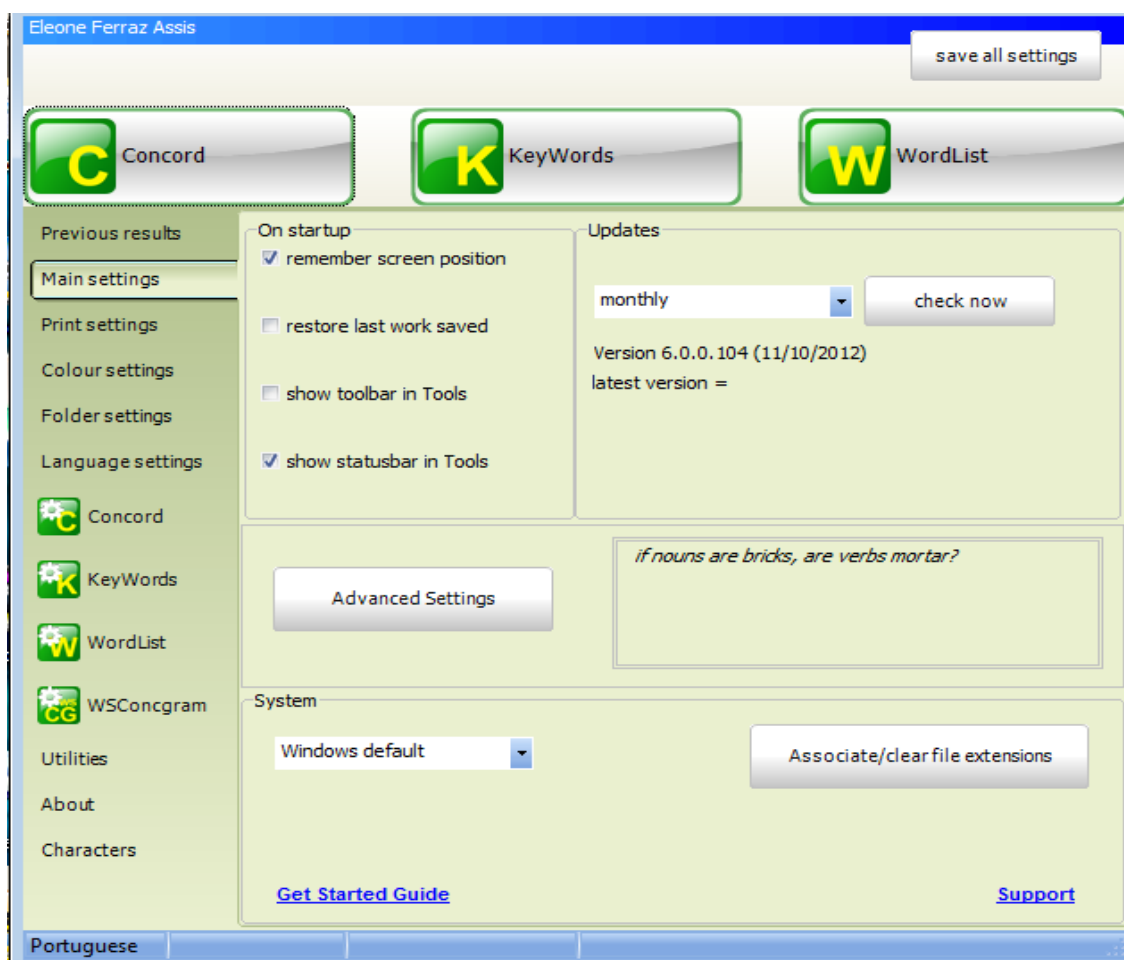 Eleone Ferraz Assis
save all settings
C Concord
K KeyWords
W WordList
Previous results
Main settings
Print settings
Colour settings
Folder settings
Language settings
C Concord
K KeyWords
W WordList
WS CG WSConcgram
Utilities
About
Characters
On startup
remember screen position
restore last work saved
show toolbar in Tools
show statusbar in Tools
Updates
monthly
check now
Version 6.0.0.104 (11/10/2012)
latest version =
Advanced Settings
if nouns are bricks, are verbs mortar?
System
Windows default
Associate/clear file extensions
Get Started Guide
Support
Portuguese